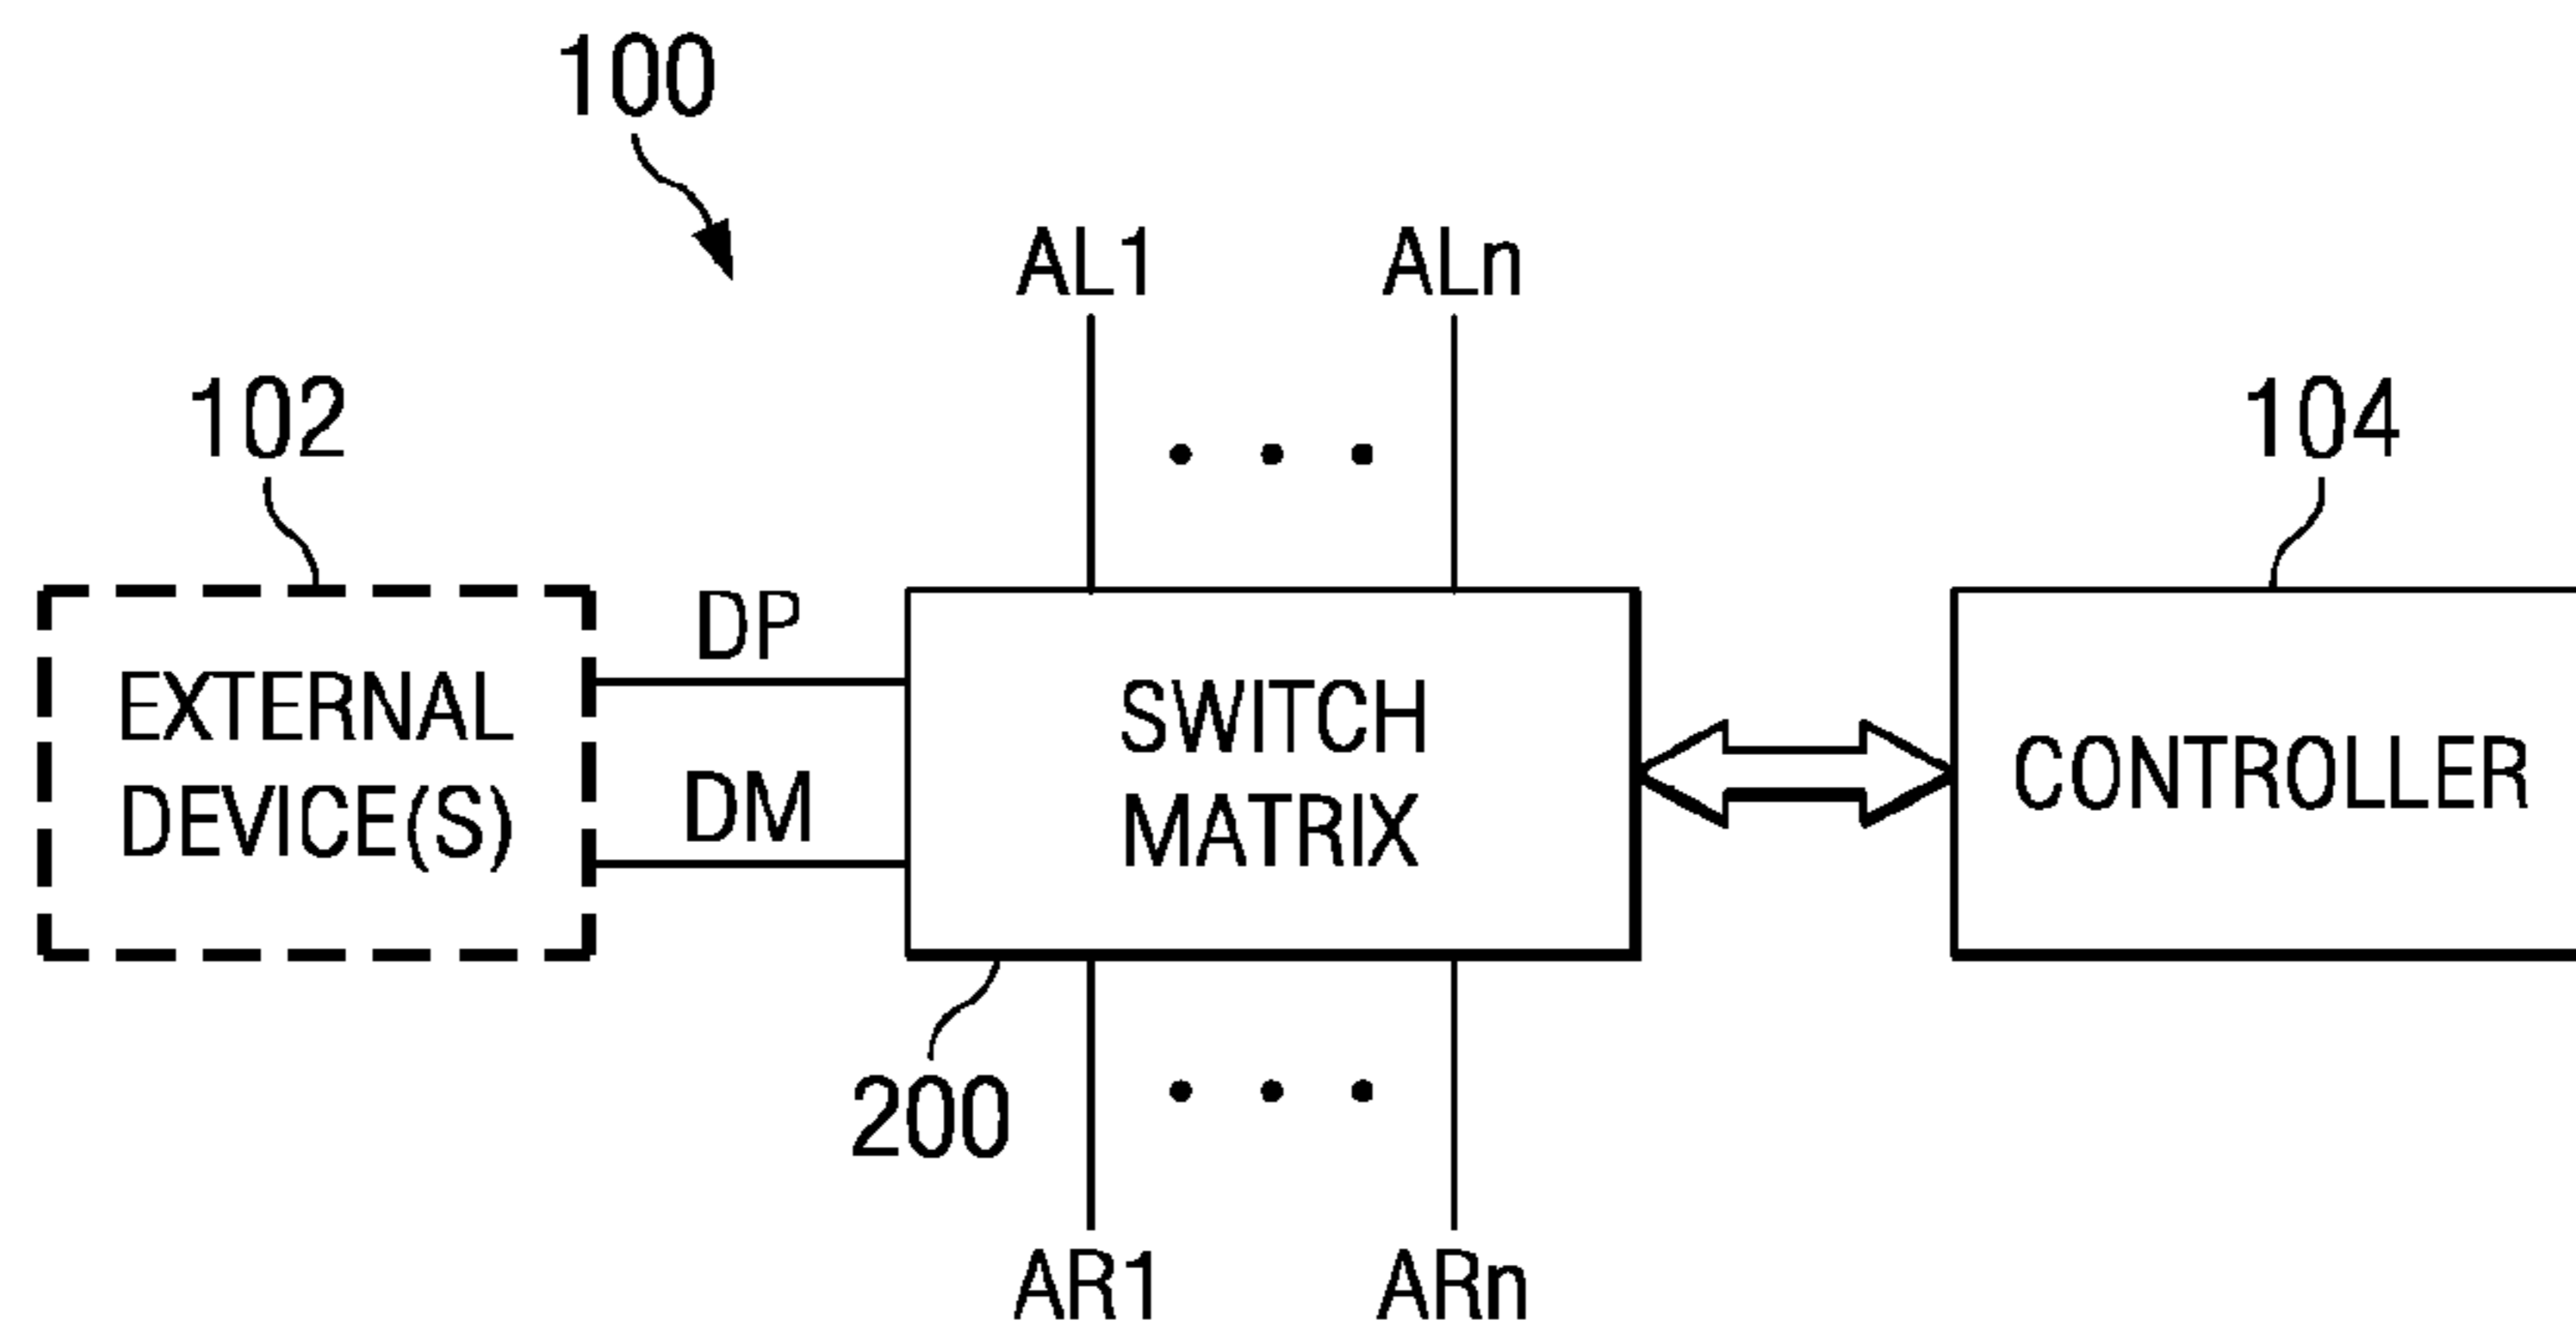 100
AL1
ALn
102
104
DP
EXTERNAL
DEVICE(S)
DM
SWITCH
MATRIX
CONTROLLER
200
AR1
ARn